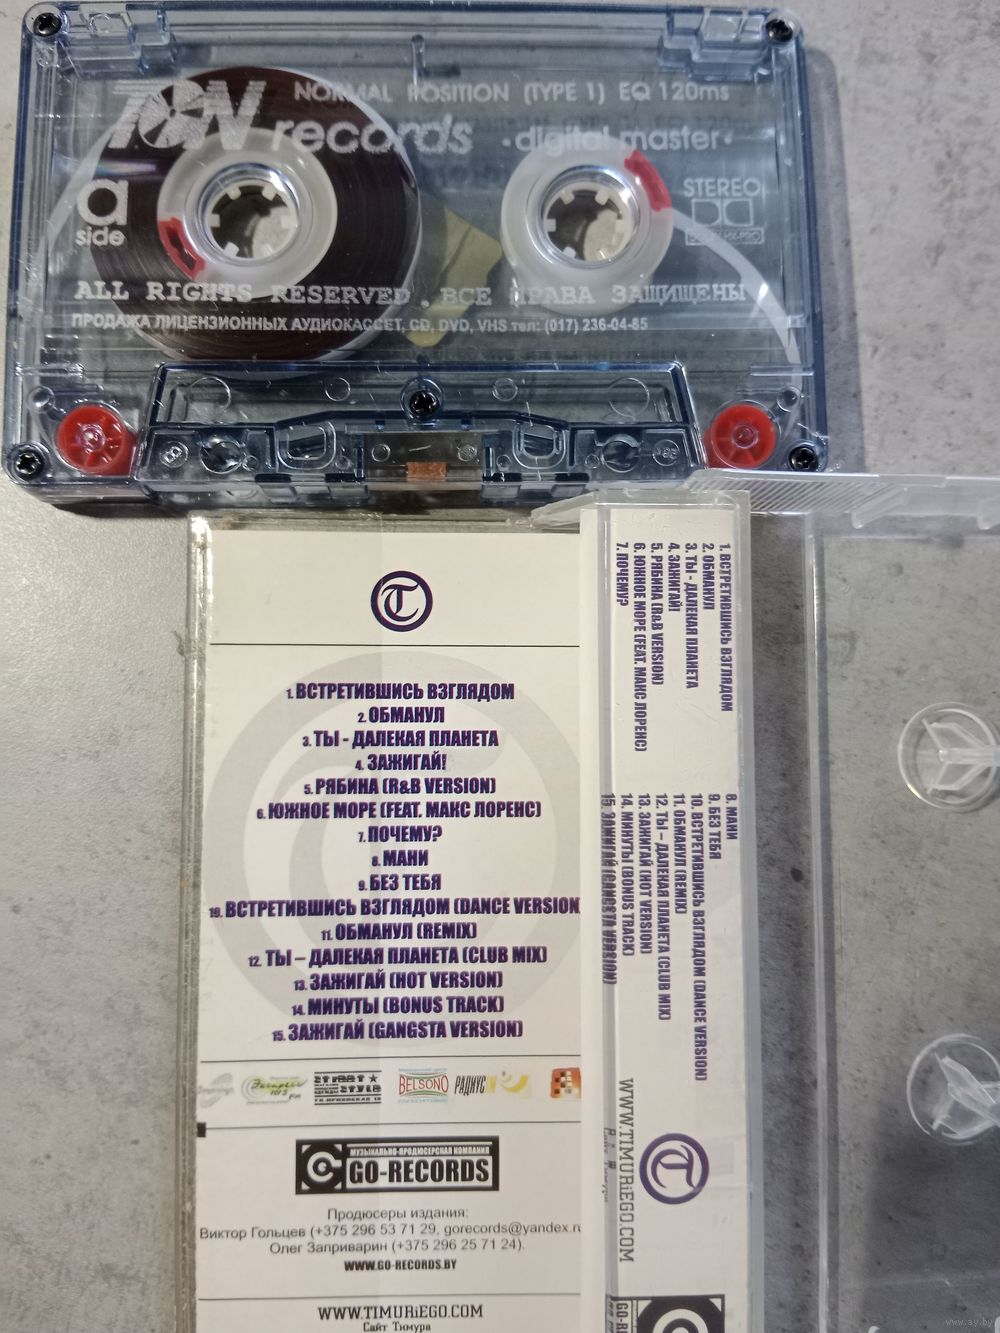 NORMAL POSITION (TYPE 1) EQ 120ms
records · digital master ·
a
side
STEREO
ALL RIGHTS RESERVED. ВСЕ ПРАВА ЗАЩИЩЕНЫ
ПРОДАЖА ЛИЦЕНЗИОННЫХ АУДИОКАССЕТ, CD, DVD, VHS тел: (017) 236-04-85
T
1. ВСТРЕТИВШИСЬ ВЗГЛЯДОМ
2. ОБМАНУЛ
3. ТЫ - ДАЛЕКАЯ ПЛАНЕТА
4. ЗАЖИГАЙ!
5. РЯБИНА (R&B VERSION)
6. ЮЖНОЕ МОРЕ (FEAT. МАКС ЛОРЕНС)
7. ПОЧЕМУ?
8. МАНИ
9. БЕЗ ТЕБЯ
10. ВСТРЕТИВШИСЬ ВЗГЛЯДОМ (DANCE VERSION
11. ОБМАНУЛ (REMIX)
12. ТЫ – ДАЛЕКАЯ ПЛАНЕТА (CLUB MIX)
13. ЗАЖИГАЙ (HOT VERSION)
14. МИНУТЫ (BONUS TRACK)
15. ЗАЖИГАЙ (GANGSTA VERSION)
BELSONO
РАДИУС
МУЗЫКАЛЬНО-ПРОДЮСЕРСКАЯ КОМПАНИЯ
GO-RECORDS
Продюсеры издания:
Виктор Гольцев (+375 296 53 71 29, gorecords@yandex.ru
Олег Заприварин (+375 296 25 71 24).
WWW.GO-RECORDS.BY
WWW.TIMURiEGO.COM
Сайт Тимура
1. ВСТРЕТИВШИСЬ ВЗГЛЯДОМ
2. ОБМАНУЛ
3. ТЫ - ДАЛЕКАЯ ПЛАНЕТА
4. ЗАЖИГАЙ!
5. РЯБИНА (R&B VERSION)
6. ЮЖНОЕ МОРЕ (FEAT. МАКС ЛОРЕНС)
7. ПОЧЕМУ?
8. МАНИ
9. БЕЗ ТЕБЯ
10. ВСТРЕТИВШИСЬ ВЗГЛЯДОМ (DANCE VERSION)
11. ОБМАНУЛ (REMIX)
12. ТЫ – ДАЛЕКАЯ ПЛАНЕТА (CLUB MIX)
13. ЗАЖИГАЙ (HOT VERSION)
14. МИНУТЫ (BONUS TRACK)
15. ЗАЖИГАЙ (GANGSTA VERSION)
T
WWW.TIMURiEGO.COM
Сайт Тимура
www.ay.by